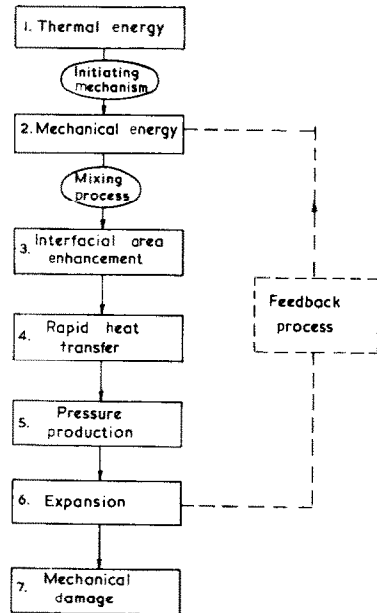 1. Thermal energy
Initiating
mechanism
2. Mechanical energy
Mixing
process
3. Interfacial area
enhancement
4. Rapid heat
transfer
5. Pressure
production
6. Expansion
7. Mechanical
damage
Feedback
process